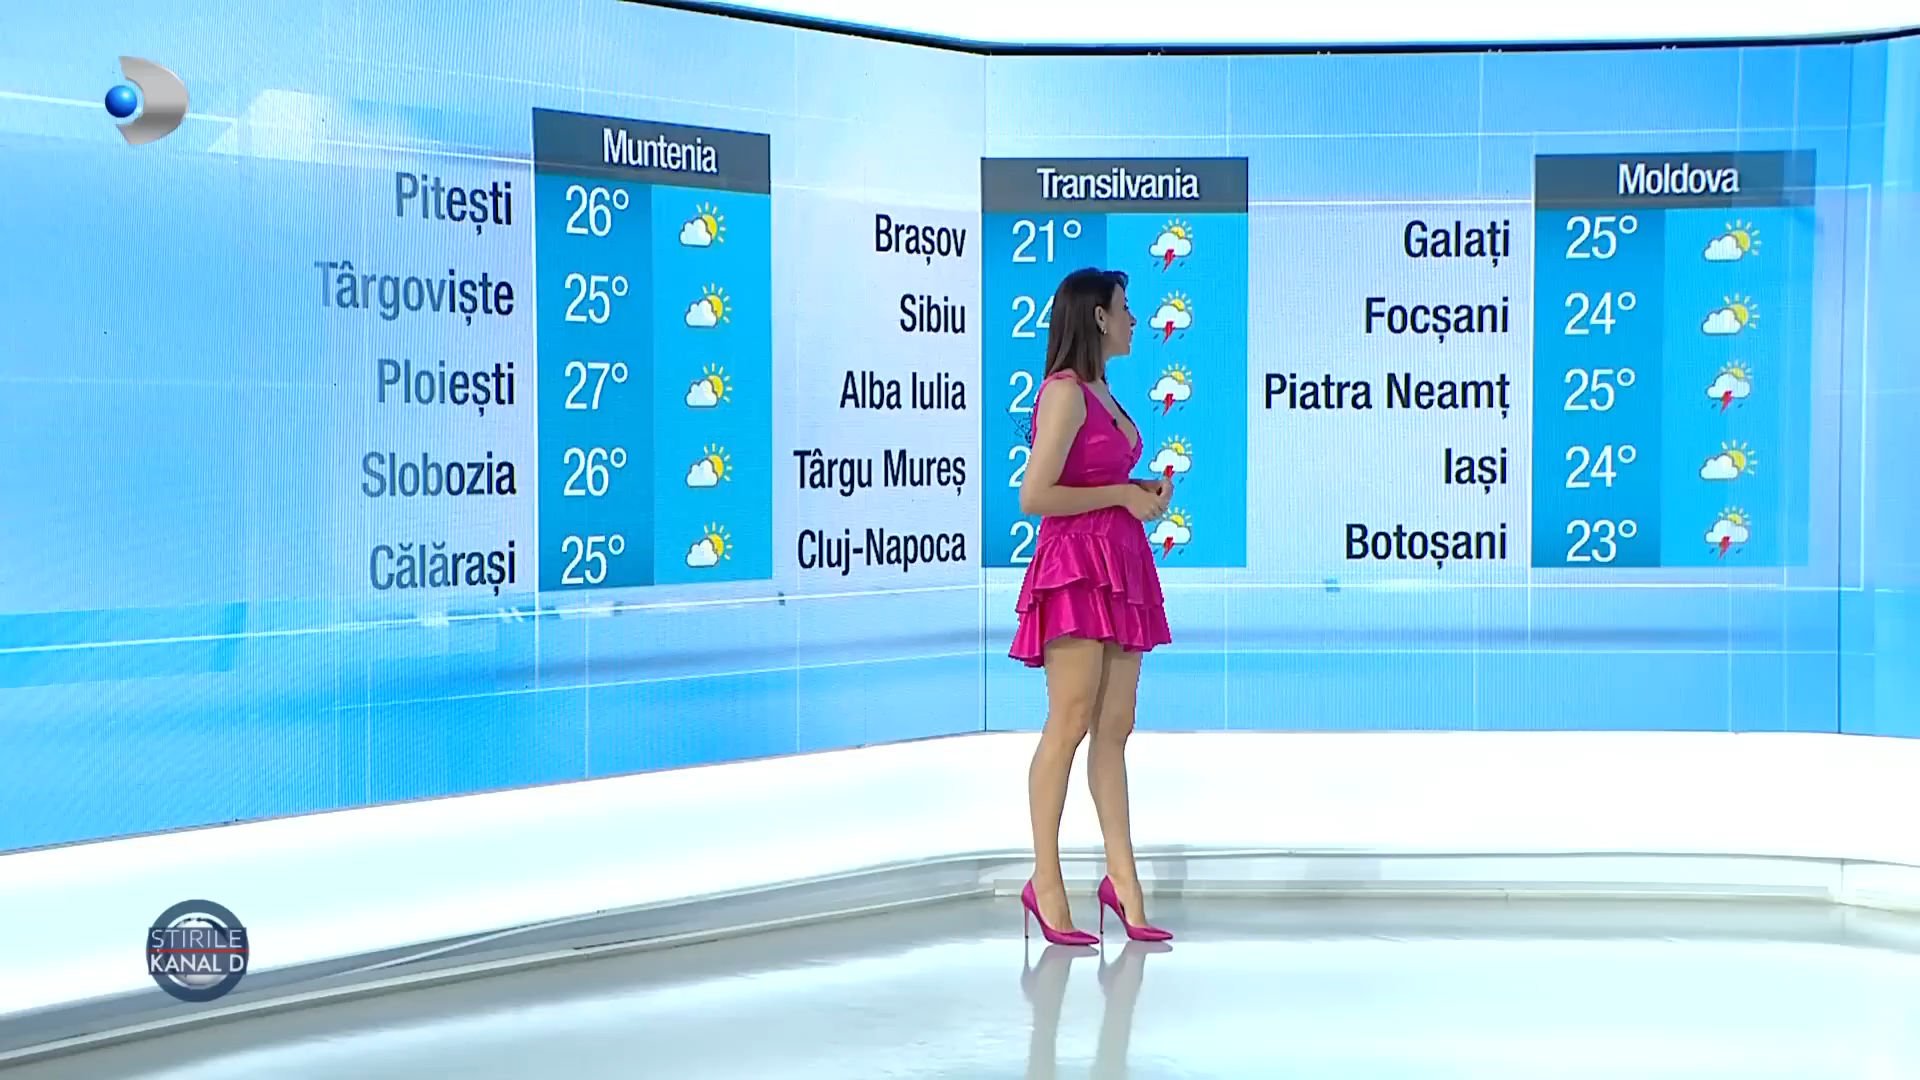 Muntenia
Pitești 26°
Târgoviște 25°
Ploiești 27°
Slobozia 26°
Călărași 25°
Transilvania
Brașov 21°
Sibiu
Alba Iulia
Târgu Mureș
Cluj-Napoca
Moldova
Galați 25°
Focșani 24°
Piatra Neamț 25°
Iași 24°
Botoșani 23°
ȘTIRILE
KANAL D